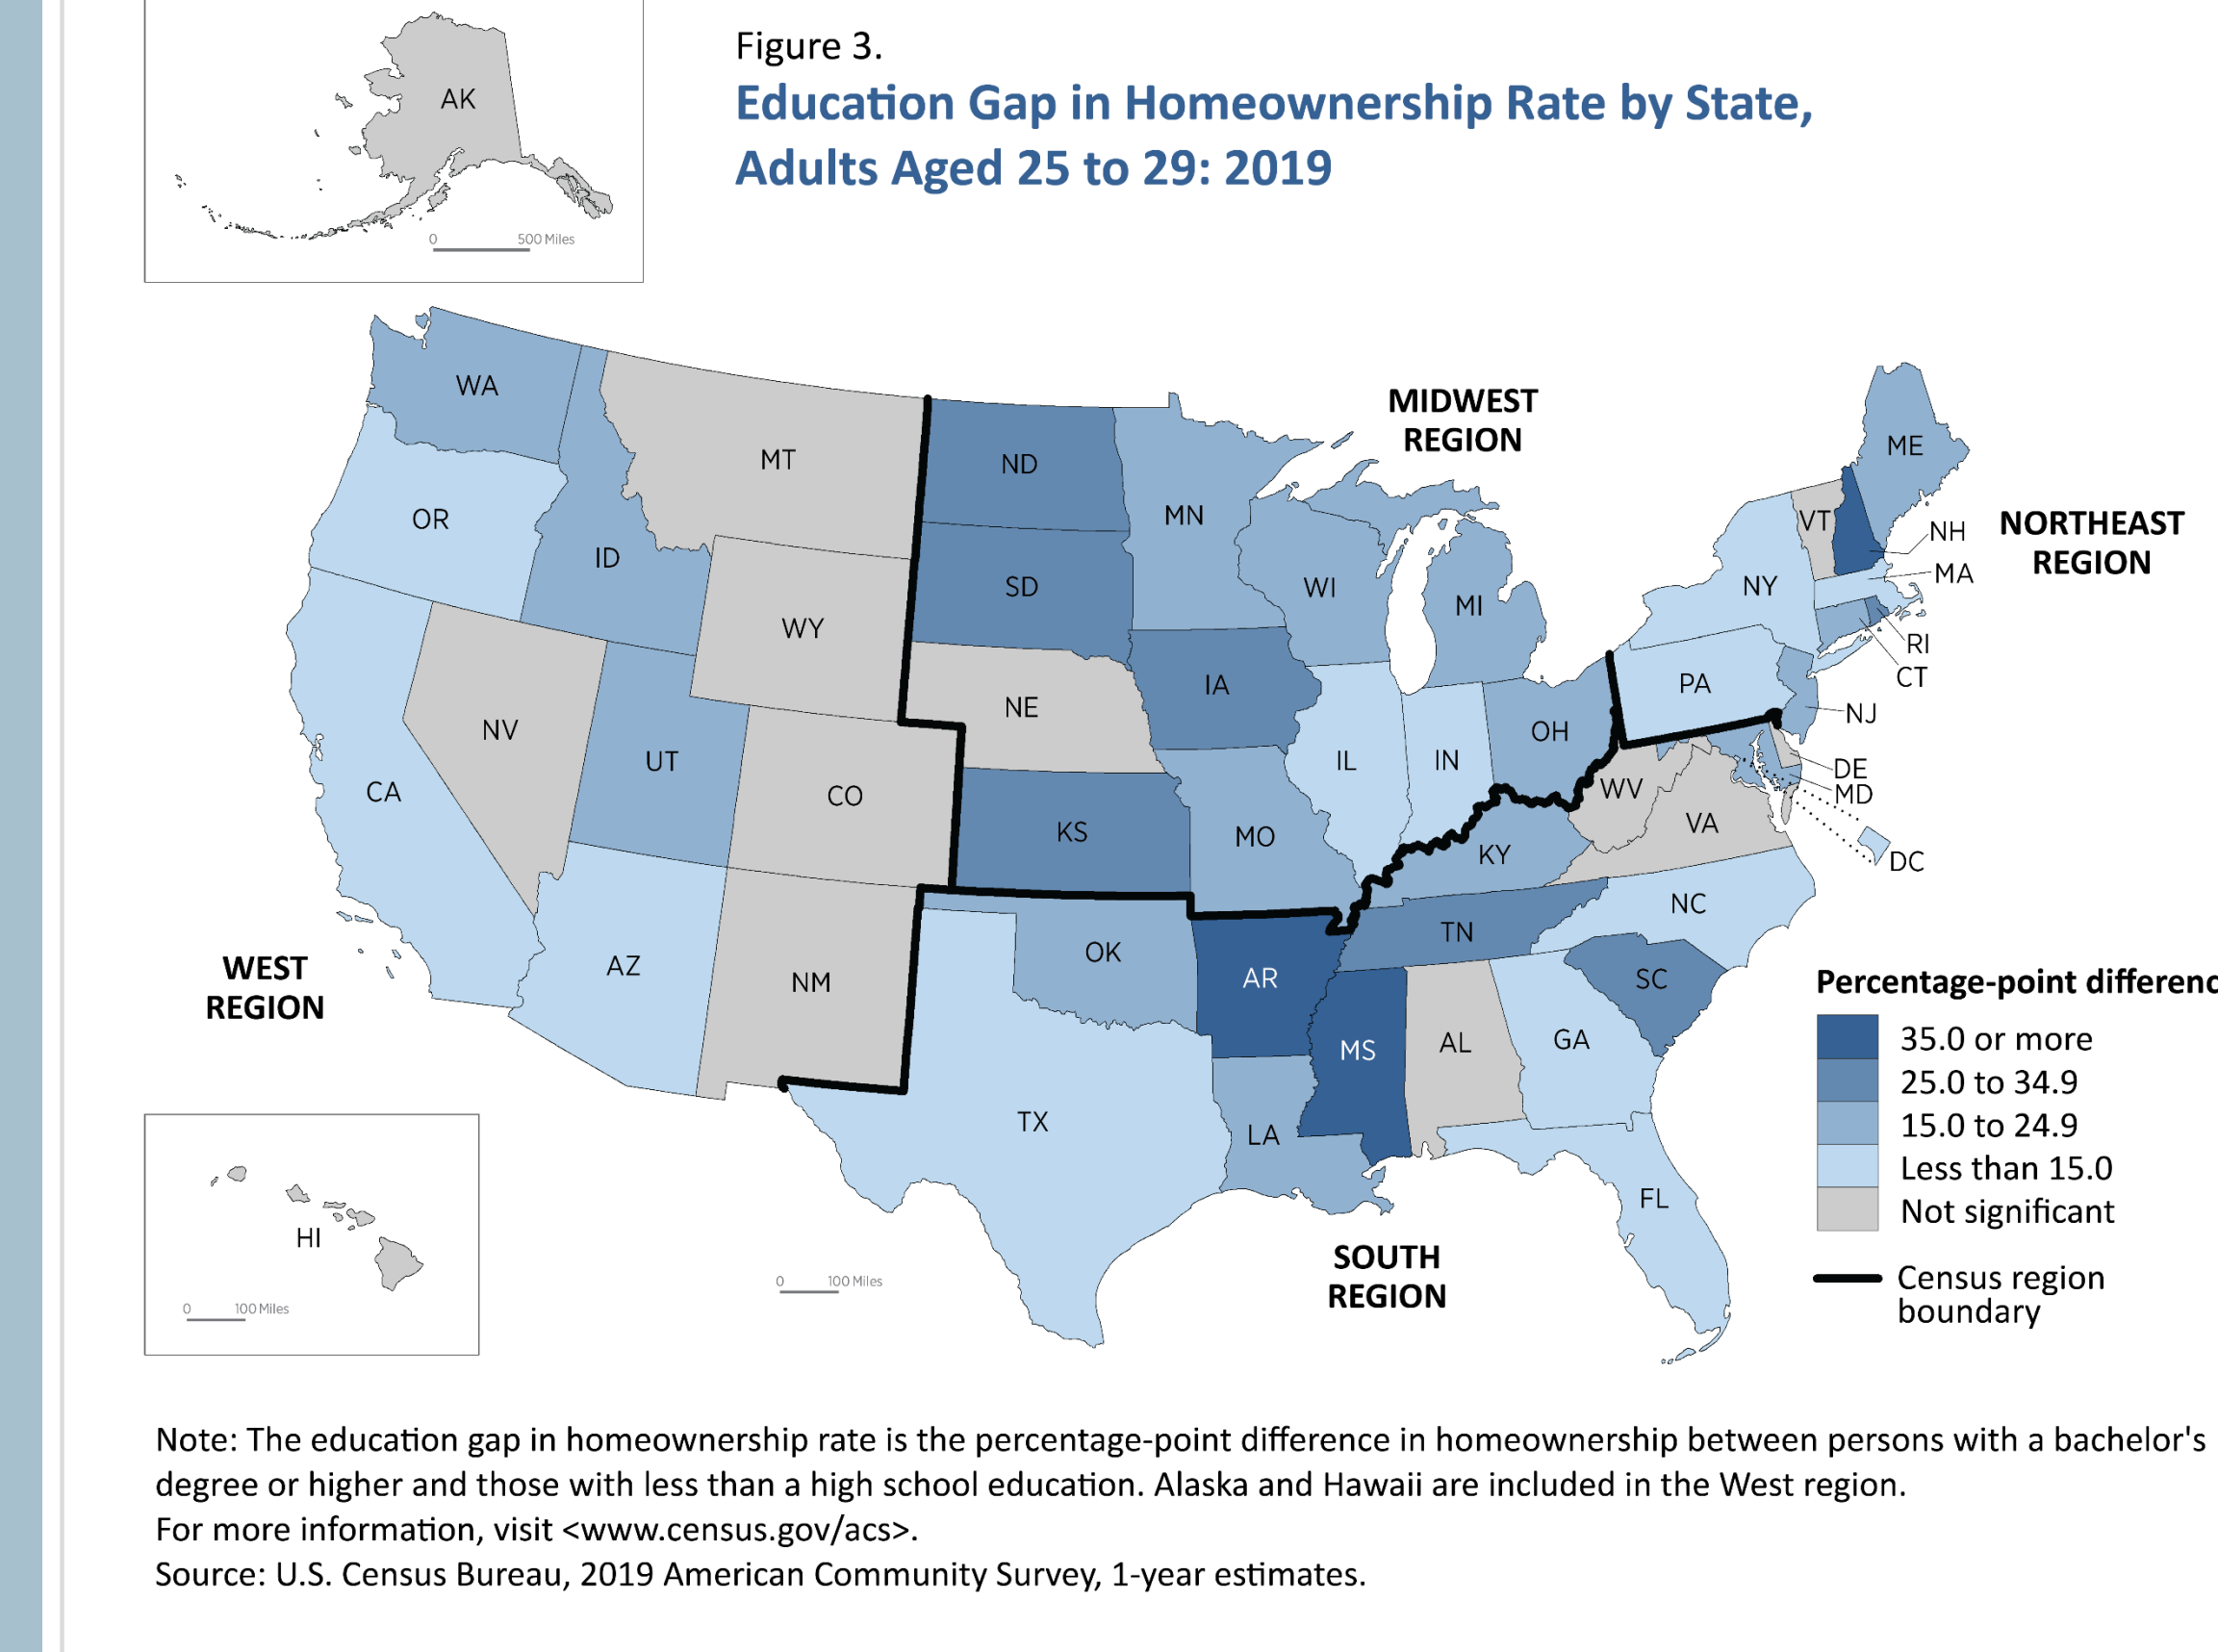 Figure 3.
Education Gap in Homeownership Rate by State,
Adults Aged 25 to 29: 2019
AK
0 500 Miles
WA
MT
ND
MN
MIDWEST
REGION
ME
OR
ID
SD
WI
MI
VT
NH
NORTHEAST
REGION
MA
NY
WY
RI
CT
IA
PA
NE
NJ
NV
UT
OH
IL
IN
DE
CA
CO
WV
MD
KS
MO
VA
KY
DC
NC
TN
WEST
REGION
AZ
NM
OK
AR
SC
MS
AL
GA
TX
LA
FL
HI
0 100 Miles
0 100 Miles
SOUTH
REGION
Percentage-point differenc
35.0 or more
25.0 to 34.9
15.0 to 24.9
Less than 15.0
Not significant
Census region
boundary
Note: The education gap in homeownership rate is the percentage-point difference in homeownership between persons with a bachelor's
degree or higher and those with less than a high school education. Alaska and Hawaii are included in the West region.
For more information, visit <www.census.gov/acs>.
Source: U.S. Census Bureau, 2019 American Community Survey, 1-year estimates.